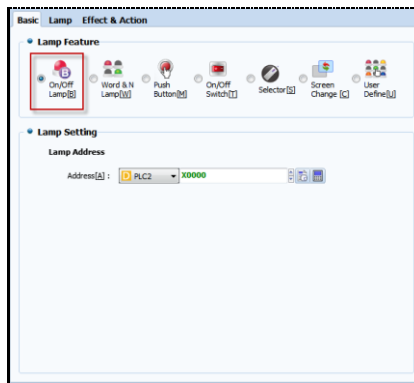 Basic Lamp Effect & Action
Lamp Feature
On/Off Lamp[B]
Word & N Lamp[W]
Push Button[M]
On/Off Switch[T]
Selector[S]
Screen Change [C]
User Define[U]
Lamp Setting
Lamp Address
Address[A] : PLC2 X0000